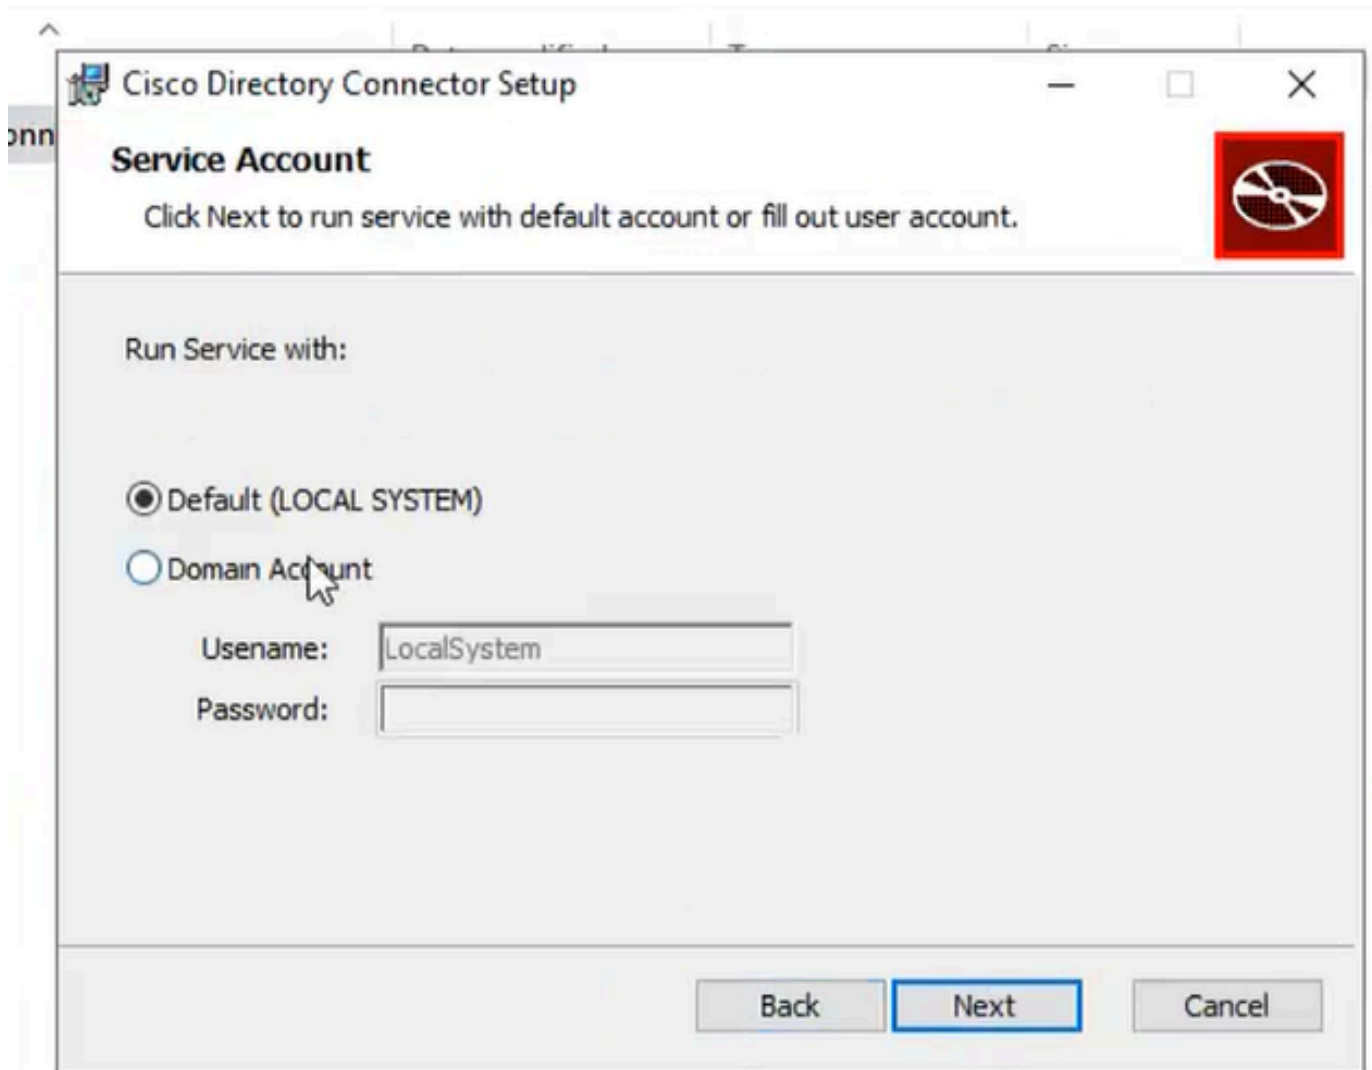 onn
Cisco Directory Connector Setup
Service Account
Click Next to run service with default account or fill out user account.
Run Service with:
Default (LOCAL SYSTEM)
Domain Account
Usename: LocalSystem
Password:
Back Next Cancel